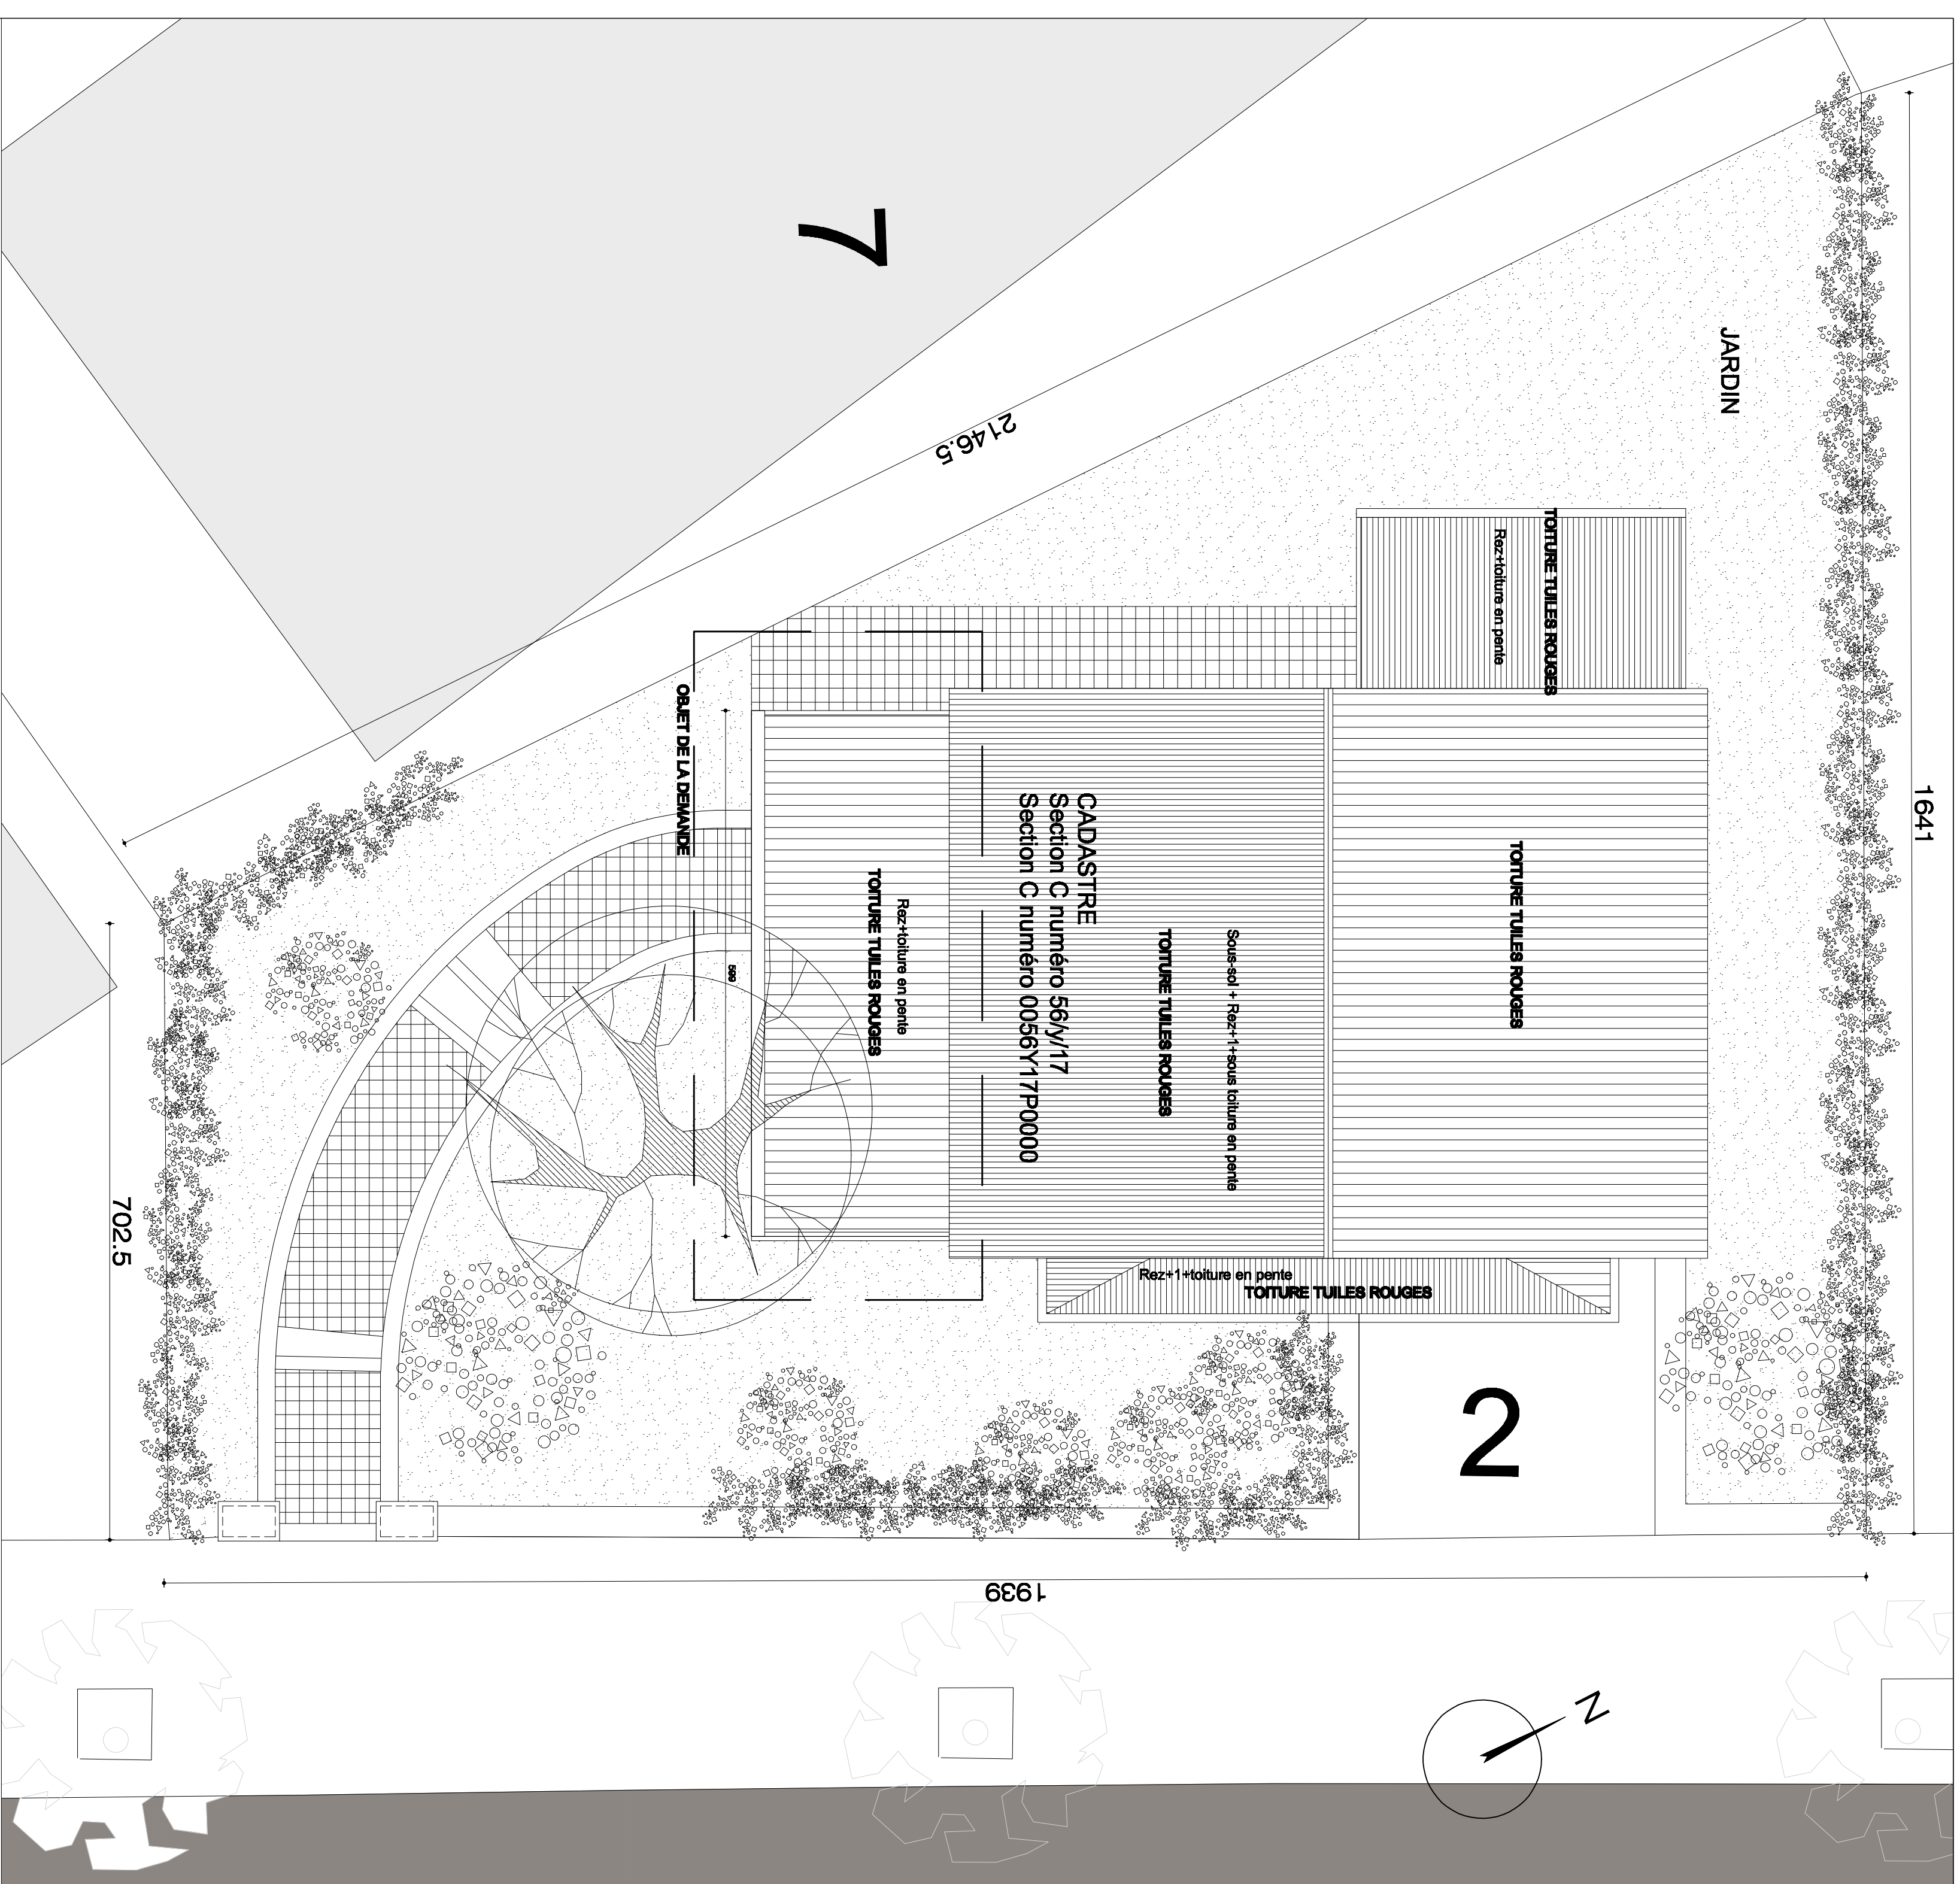 7
2146.5
JARDIN
1641
TOITURE TUILES ROUGES
Rez+toiture en pente
OBJET DE LA DEMANDE
599
Rez+toiture en pente
TOITURE TUILES ROUGES
CADASTRE
Section C numéro 56/y/17
Section C numéro 0056Y17P0000
Sous-sol + Rez+1+sous toiture en pente
TOITURE TUILES ROUGES
TOITURE TUILES ROUGES
Rez+1+toiture en pente
TOITURE TUILES ROUGES
702.5
2
1939
N